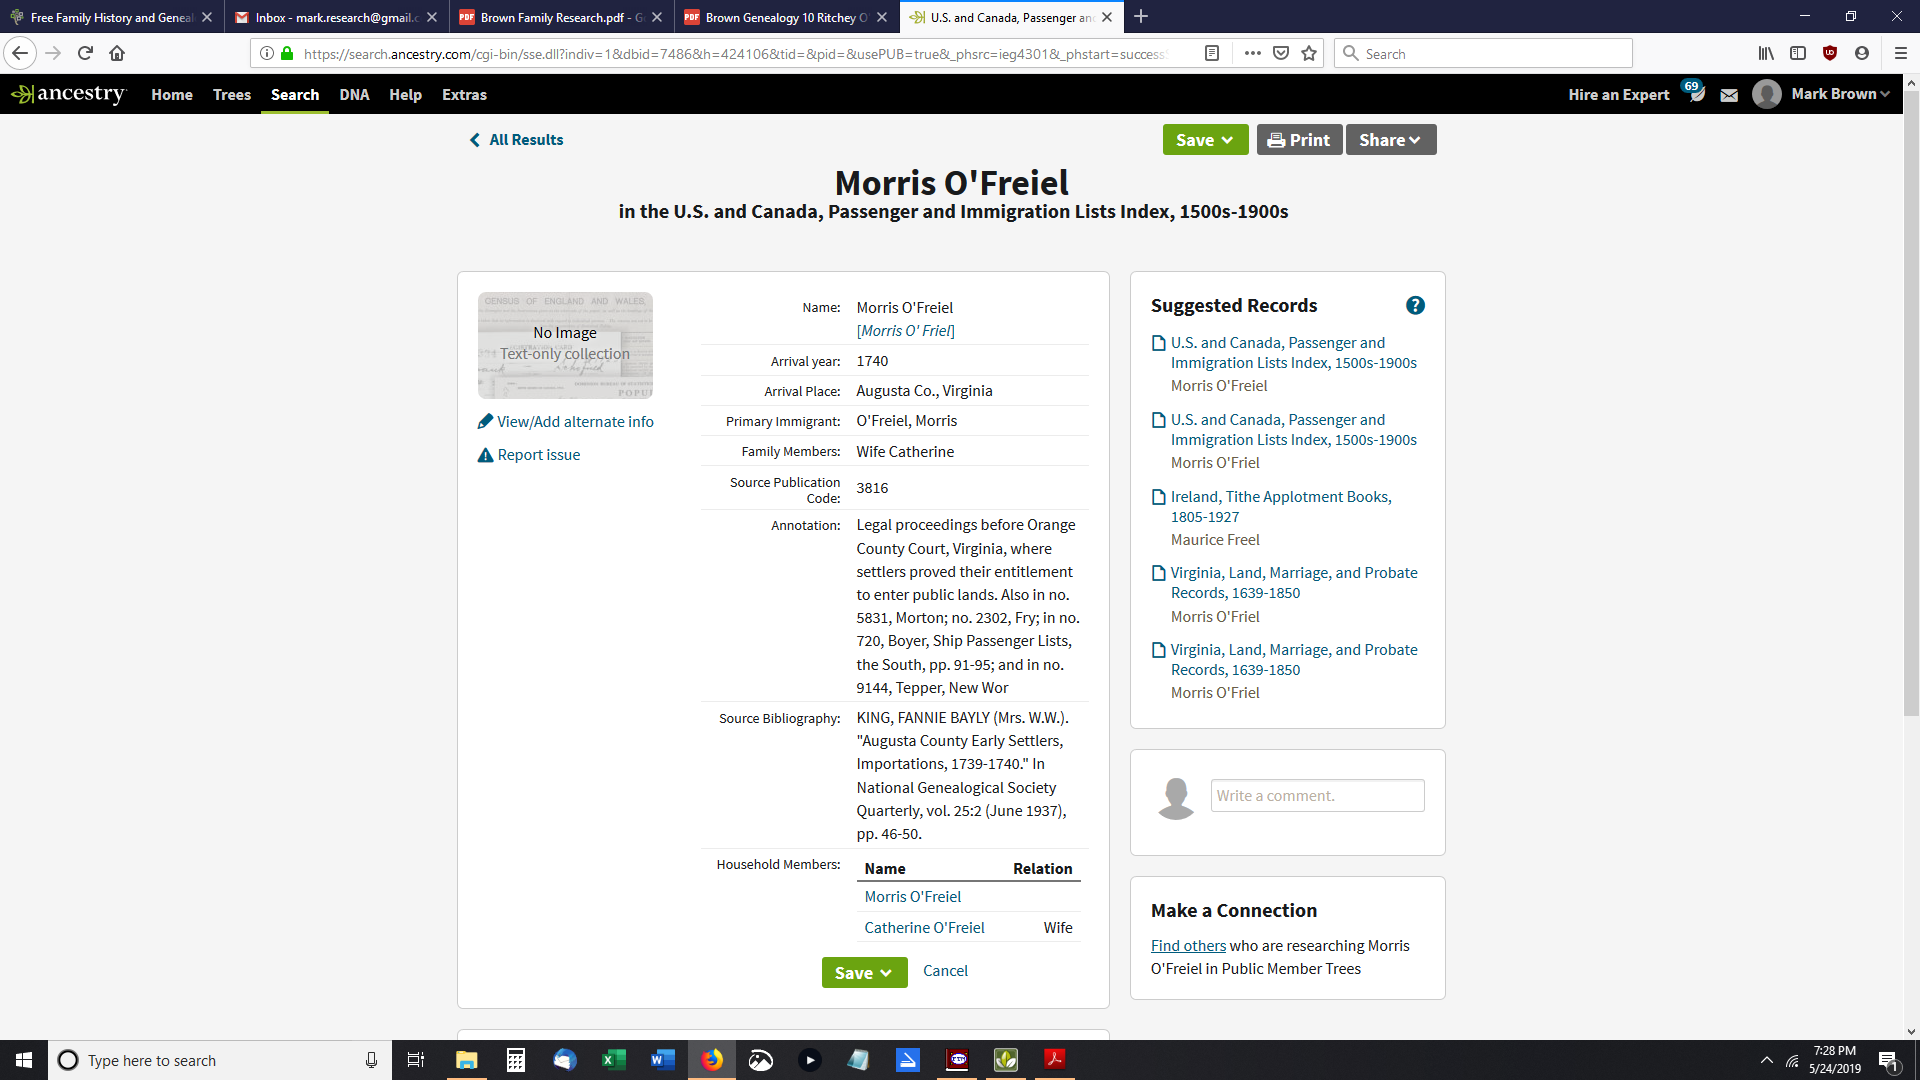 Free Family History and Geneal
Inbox - mark.research@gmail.c
PDF Brown Family Research.pdf - G
PDF Brown Genealogy 10 Ritchey O
U.S. and Canada, Passenger an
https://search.ancestry.com/cgi-bin/sse.dll?indiv=1&dbid=7486&h=424106&tid=&pid=&usePUB=true&_phsrc=ieg4301&_phstart=success
Search
ancestry Home Trees Search DNA Help Extras
Hire an Expert 69 Mark Brown
All Results
Save Print Share
Morris O'Freiel
in the U.S. and Canada, Passenger and Immigration Lists Index, 1500s-1900s
CENSUS OF ENGLAND AND WALES,
No Image
Text-only collection
POPU
View/Add alternate info
Report issue
Name: Morris O'Freiel
[Morris O' Friel]
Arrival year: 1740
Arrival Place: Augusta Co., Virginia
Primary Immigrant: O'Freiel, Morris
Family Members: Wife Catherine
Source Publication Code: 3816
Annotation: Legal proceedings before Orange
County Court, Virginia, where
settlers proved their entitlement
to enter public lands. Also in no.
5831, Morton; no. 2302, Fry; in no.
720, Boyer, Ship Passenger Lists,
the South, pp. 91-95; and in no.
9144, Tepper, New Wor
Source Bibliography: KING, FANNIE BAYLY (Mrs. W.W.).
"Augusta County Early Settlers,
Importations, 1739-1740." In
National Genealogical Society
Quarterly, vol. 25:2 (June 1937),
pp. 46-50.
Household Members: Name Relation
Morris O'Freiel
Catherine O'Freiel Wife
Save Cancel
Suggested Records ?
U.S. and Canada, Passenger and
Immigration Lists Index, 1500s-1900s
Morris O'Freiel
U.S. and Canada, Passenger and
Immigration Lists Index, 1500s-1900s
Morris O'Friel
Ireland, Tithe Applotment Books,
1805-1927
Maurice Freel
Virginia, Land, Marriage, and Probate
Records, 1639-1850
Morris O'Friel
Virginia, Land, Marriage, and Probate
Records, 1639-1850
Morris O'Friel
Write a comment.
Make a Connection
Find others who are researching Morris
O'Freiel in Public Member Trees
Type here to search
7:28 PM
5/24/2019
1